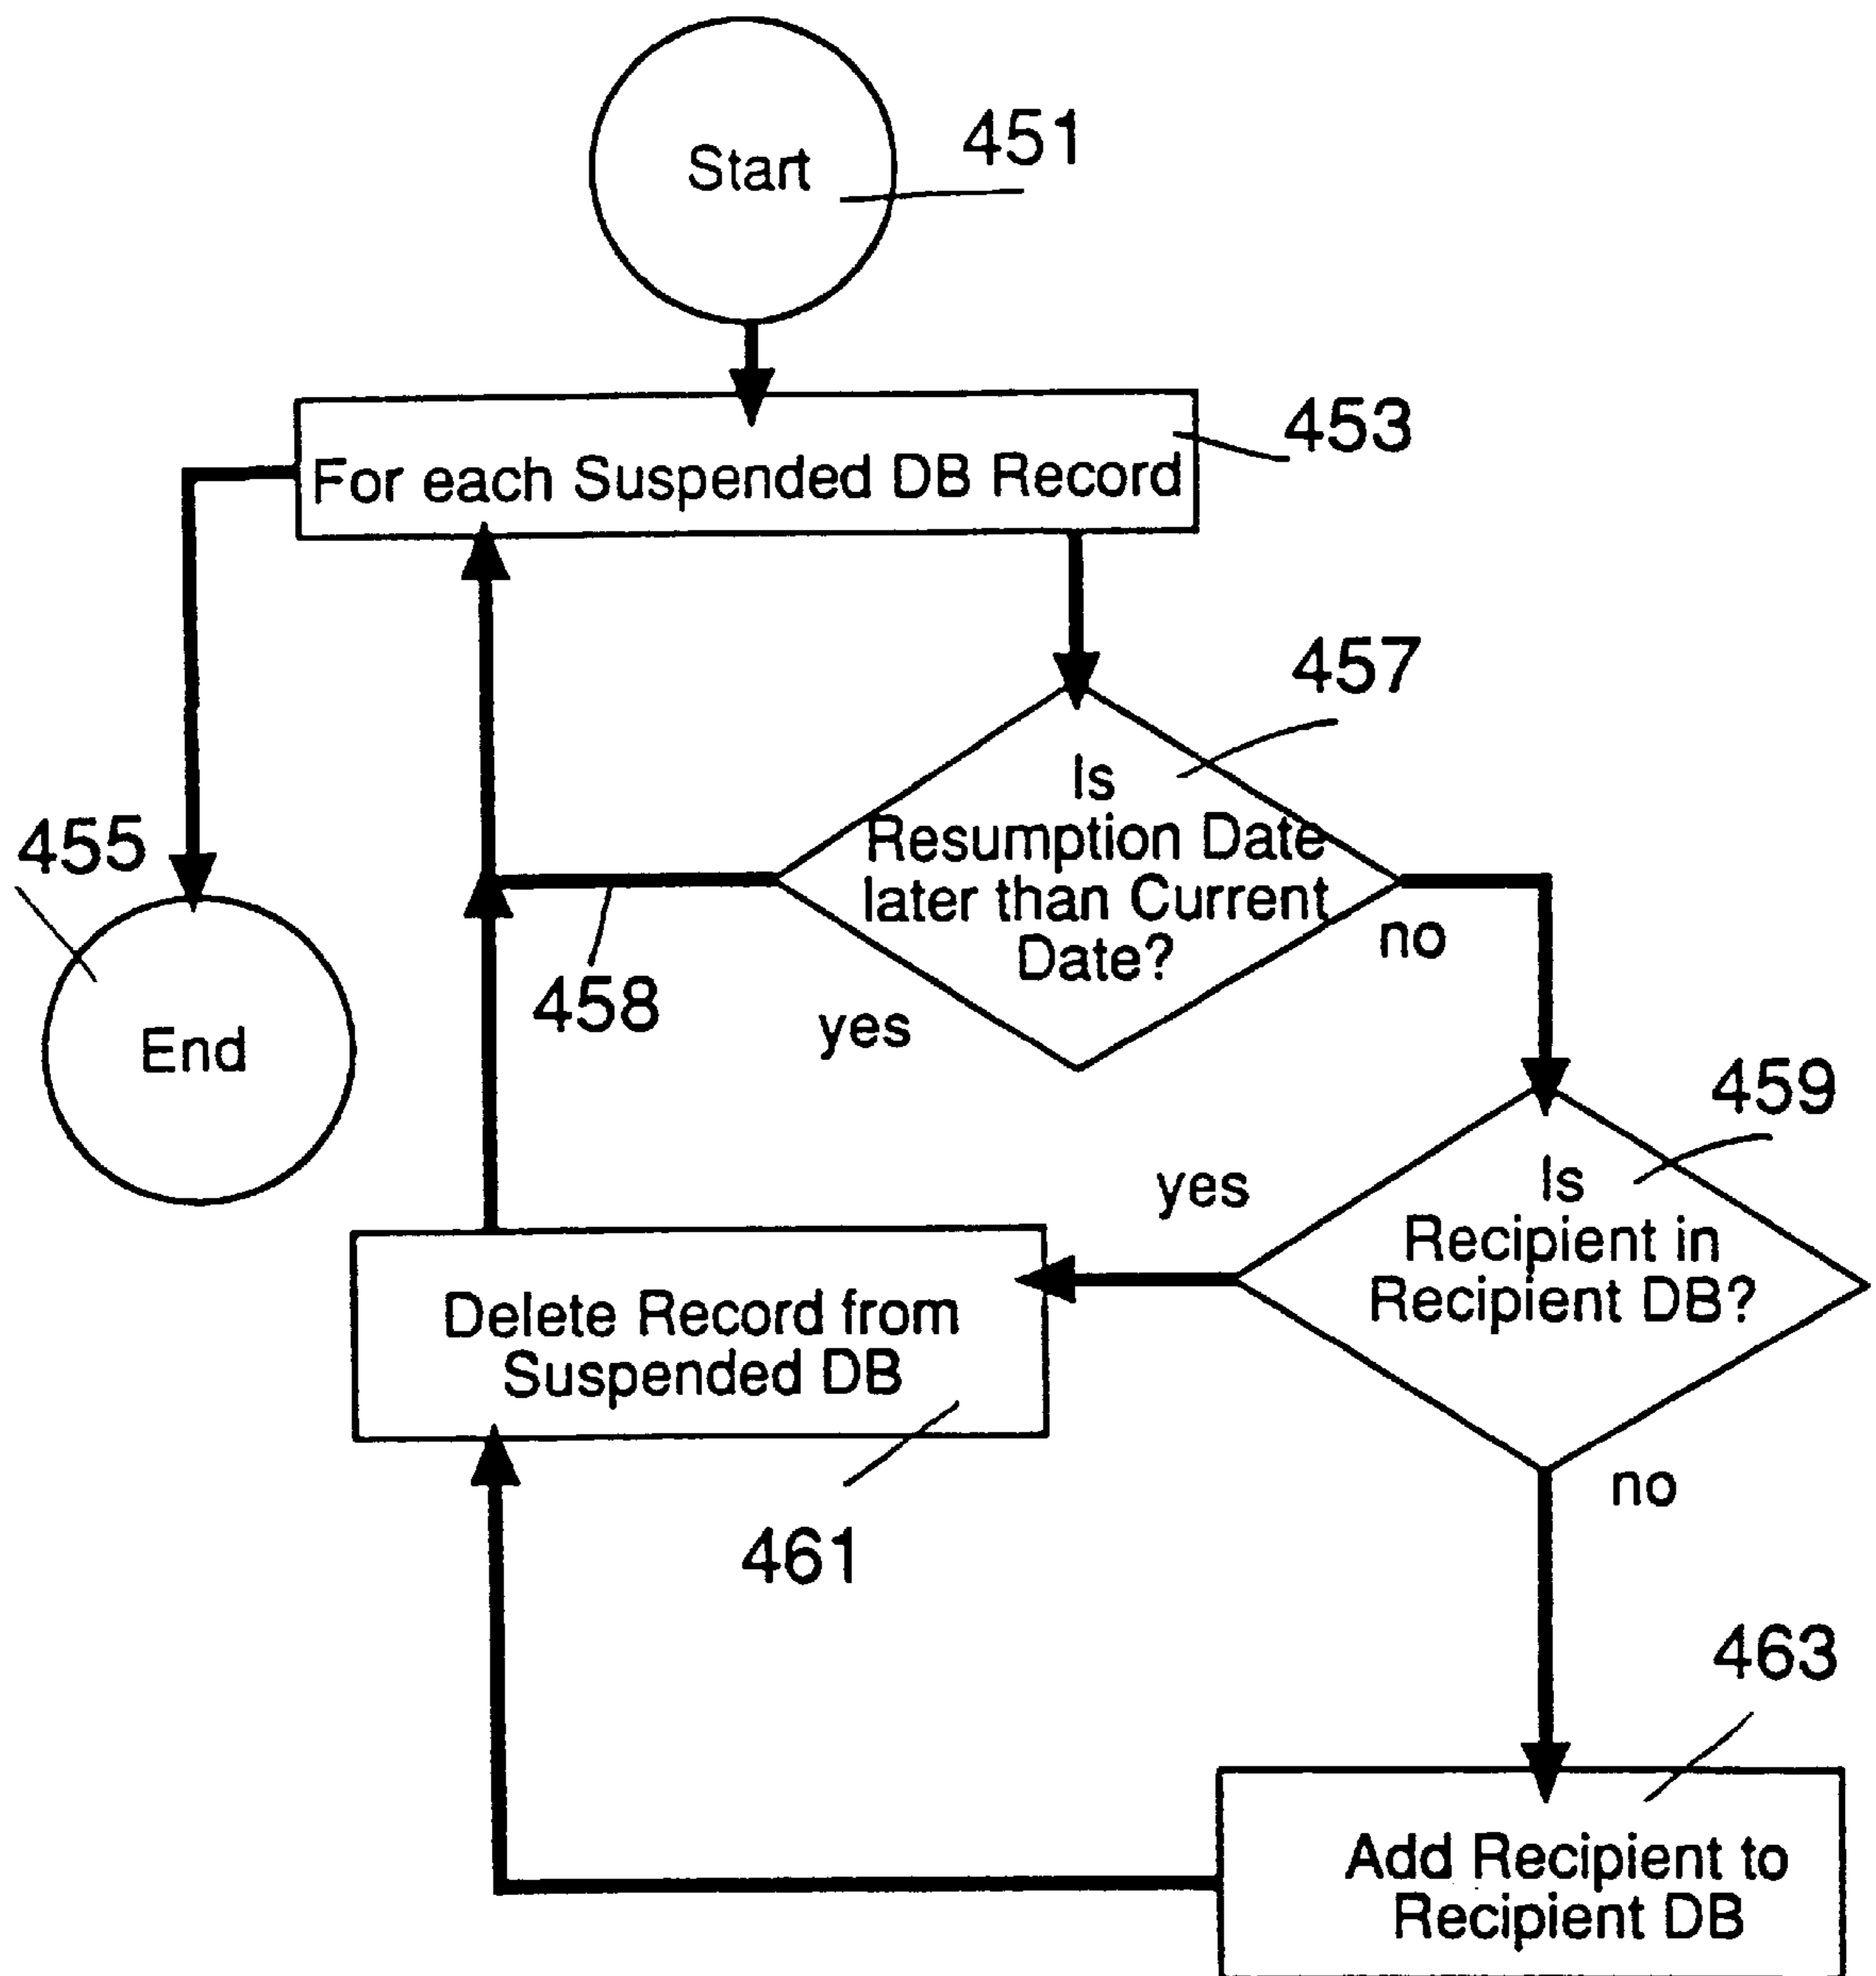 Start
451
For each Suspended DB Record
453
457
Is
Resumption Date
later than Current
Date?
no
yes
458
455
End
459
Is
Recipient in
Recipient DB?
yes
no
Delete Record from
Suspended DB
461
463
Add Recipient to
Recipient DB